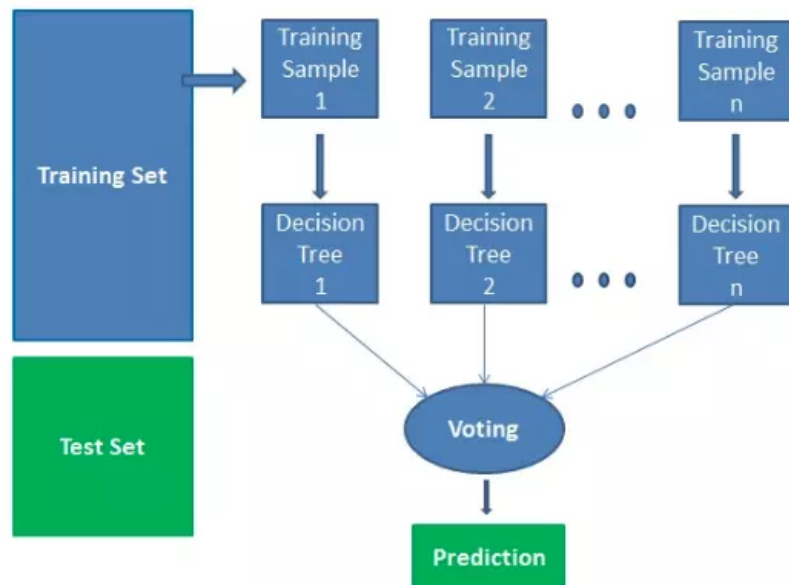 Training Set
Test Set
Training
Sample
1
Training
Sample
2
Training
Sample
n
Decision
Tree
1
Decision
Tree
2
Decision
Tree
n
Voting
Prediction